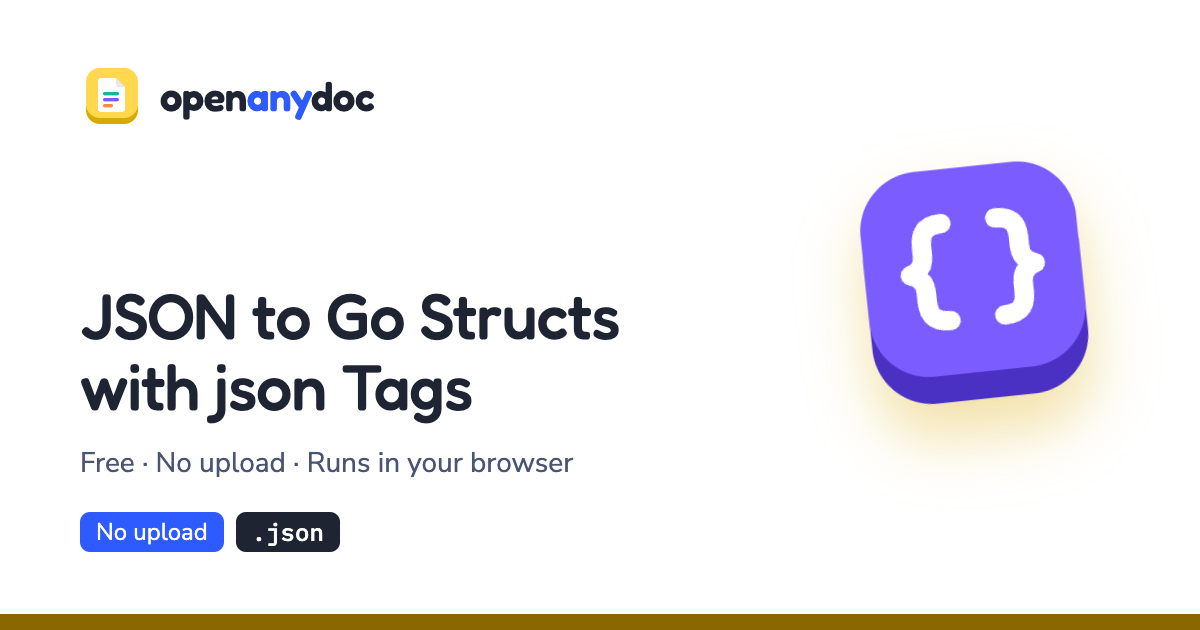 openanydoc
JSON to Go Structs
with json Tags
Free · No upload · Runs in your browser
No upload
.json